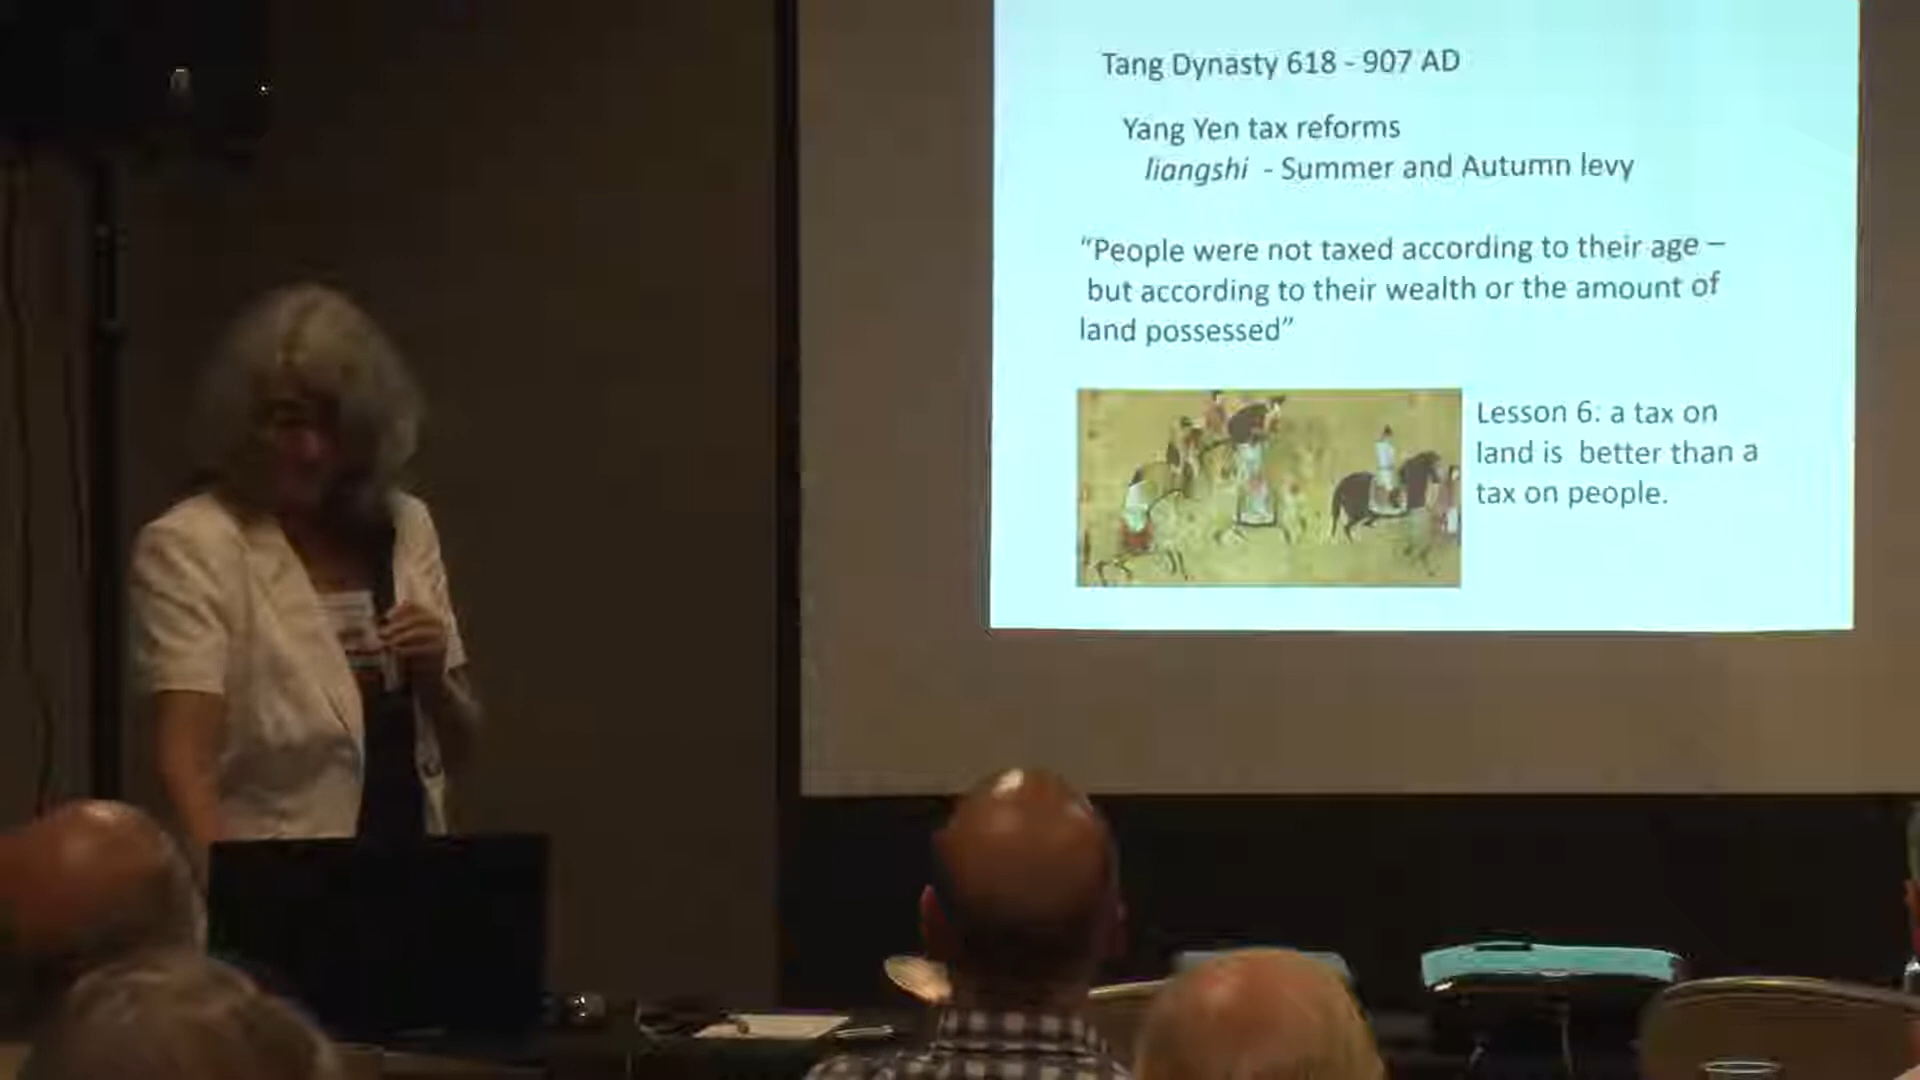 Tang Dynasty 618 - 907 AD
Yang Yen tax reforms
liangshi - Summer and Autumn levy
“People were not taxed according to their age –
but according to their wealth or the amount of
land possessed”
Lesson 6: a tax on
land is better than a
tax on people.